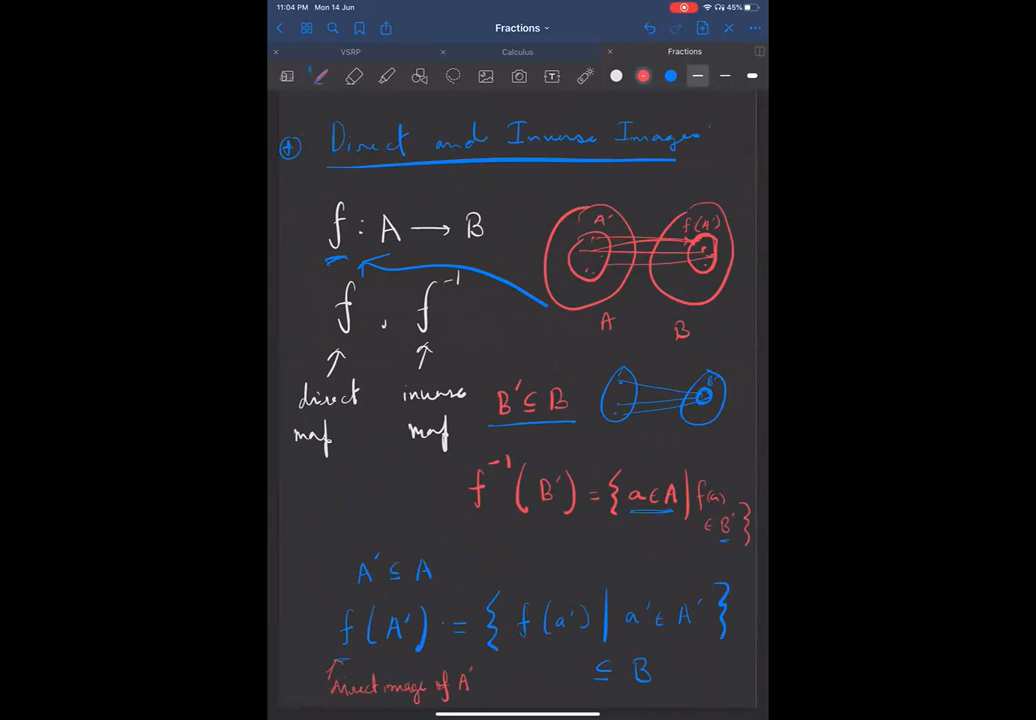 11:04 PM Mon 14 Jun
45%
Fractions
VSRP
Calculus
Fractions
Direct and Inverse Images
f : A → B
A'
f(A')
A
B
f , f⁻¹
direct map
inverse map
B' ⊆ B
B'
f⁻¹(B') = { a ∈ A | f(a) ∈ B' }
A' ⊆ A
f(A') := { f(a') | a' ∈ A' }
⊆ B
direct image of A'